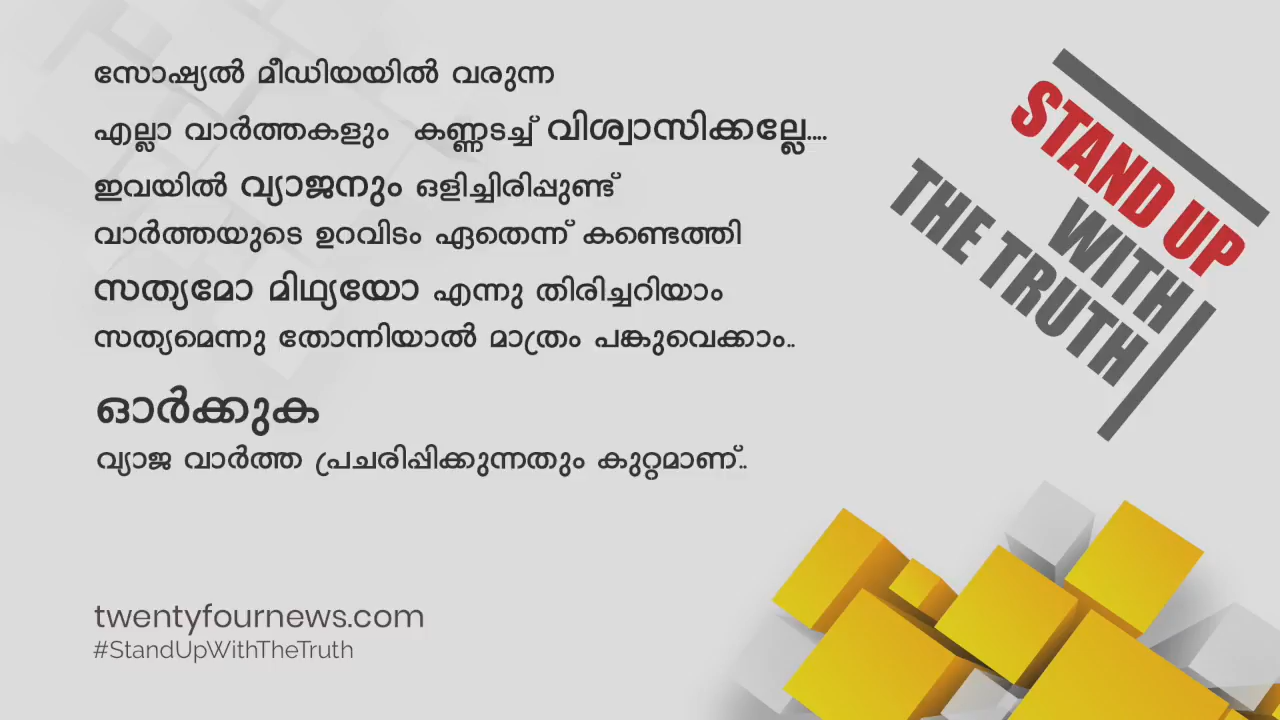 സോഷ്യൽ മീഡിയയിൽ വരുന്ന
എല്ലാ വാർത്തകളും കണ്ണടച്ച് വിശ്വാസിക്കല്ലേ....
ഇവയിൽ വ്യാജനും ഒളിച്ചിരിപ്പുണ്ട്
വാർത്തയുടെ ഉറവിടം ഏതെന്ന് കണ്ടെത്തി
സത്യമോ മിഥ്യയോ എന്നു തിരിച്ചറിയാം
സത്യമെന്നു തോന്നിയാൽ മാത്രം പങ്കുവെക്കാം..
ഓർക്കുക
വ്യാജ വാർത്ത പ്രചരിപ്പിക്കുന്നതും കുറ്റമാണ്..
twentyfournews.com
#StandUpWithTheTruth
STAND UP
WITH
THE TRUTH